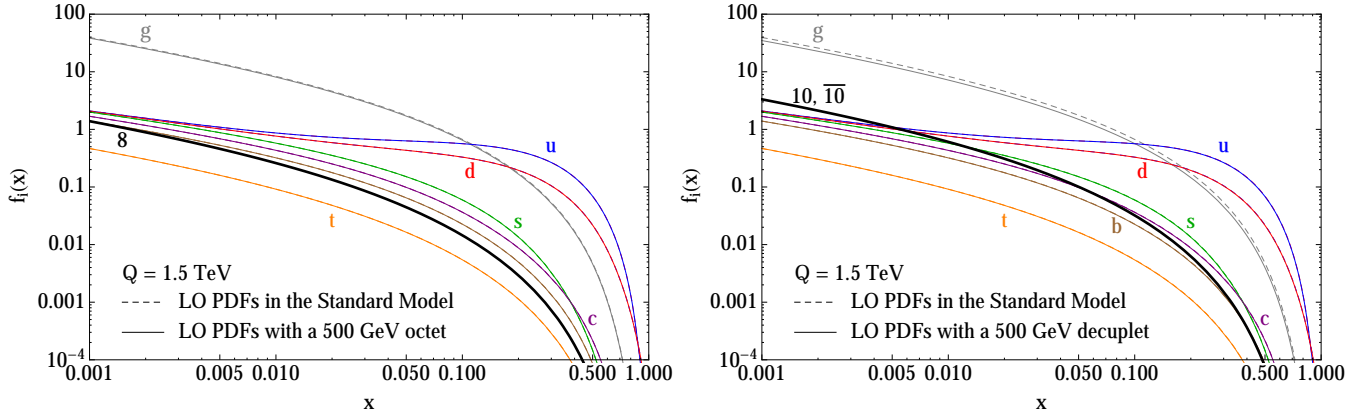 100
10
1
0.1
0.01
0.001
10⁻⁴
fᵢ(x)
g
8
u
d
s
t
c
Q = 1.5 TeV
LO PDFs in the Standard Model
LO PDFs with a 500 GeV octet
0.001 0.005 0.010 0.050 0.100 0.500 1.000
x
100
10
1
0.1
0.01
0.001
10⁻⁴
fᵢ(x)
g
10, 1̅0̅
u
d
s
b
t
c
Q = 1.5 TeV
LO PDFs in the Standard Model
LO PDFs with a 500 GeV decuplet
0.001 0.005 0.010 0.050 0.100 0.500 1.000
x